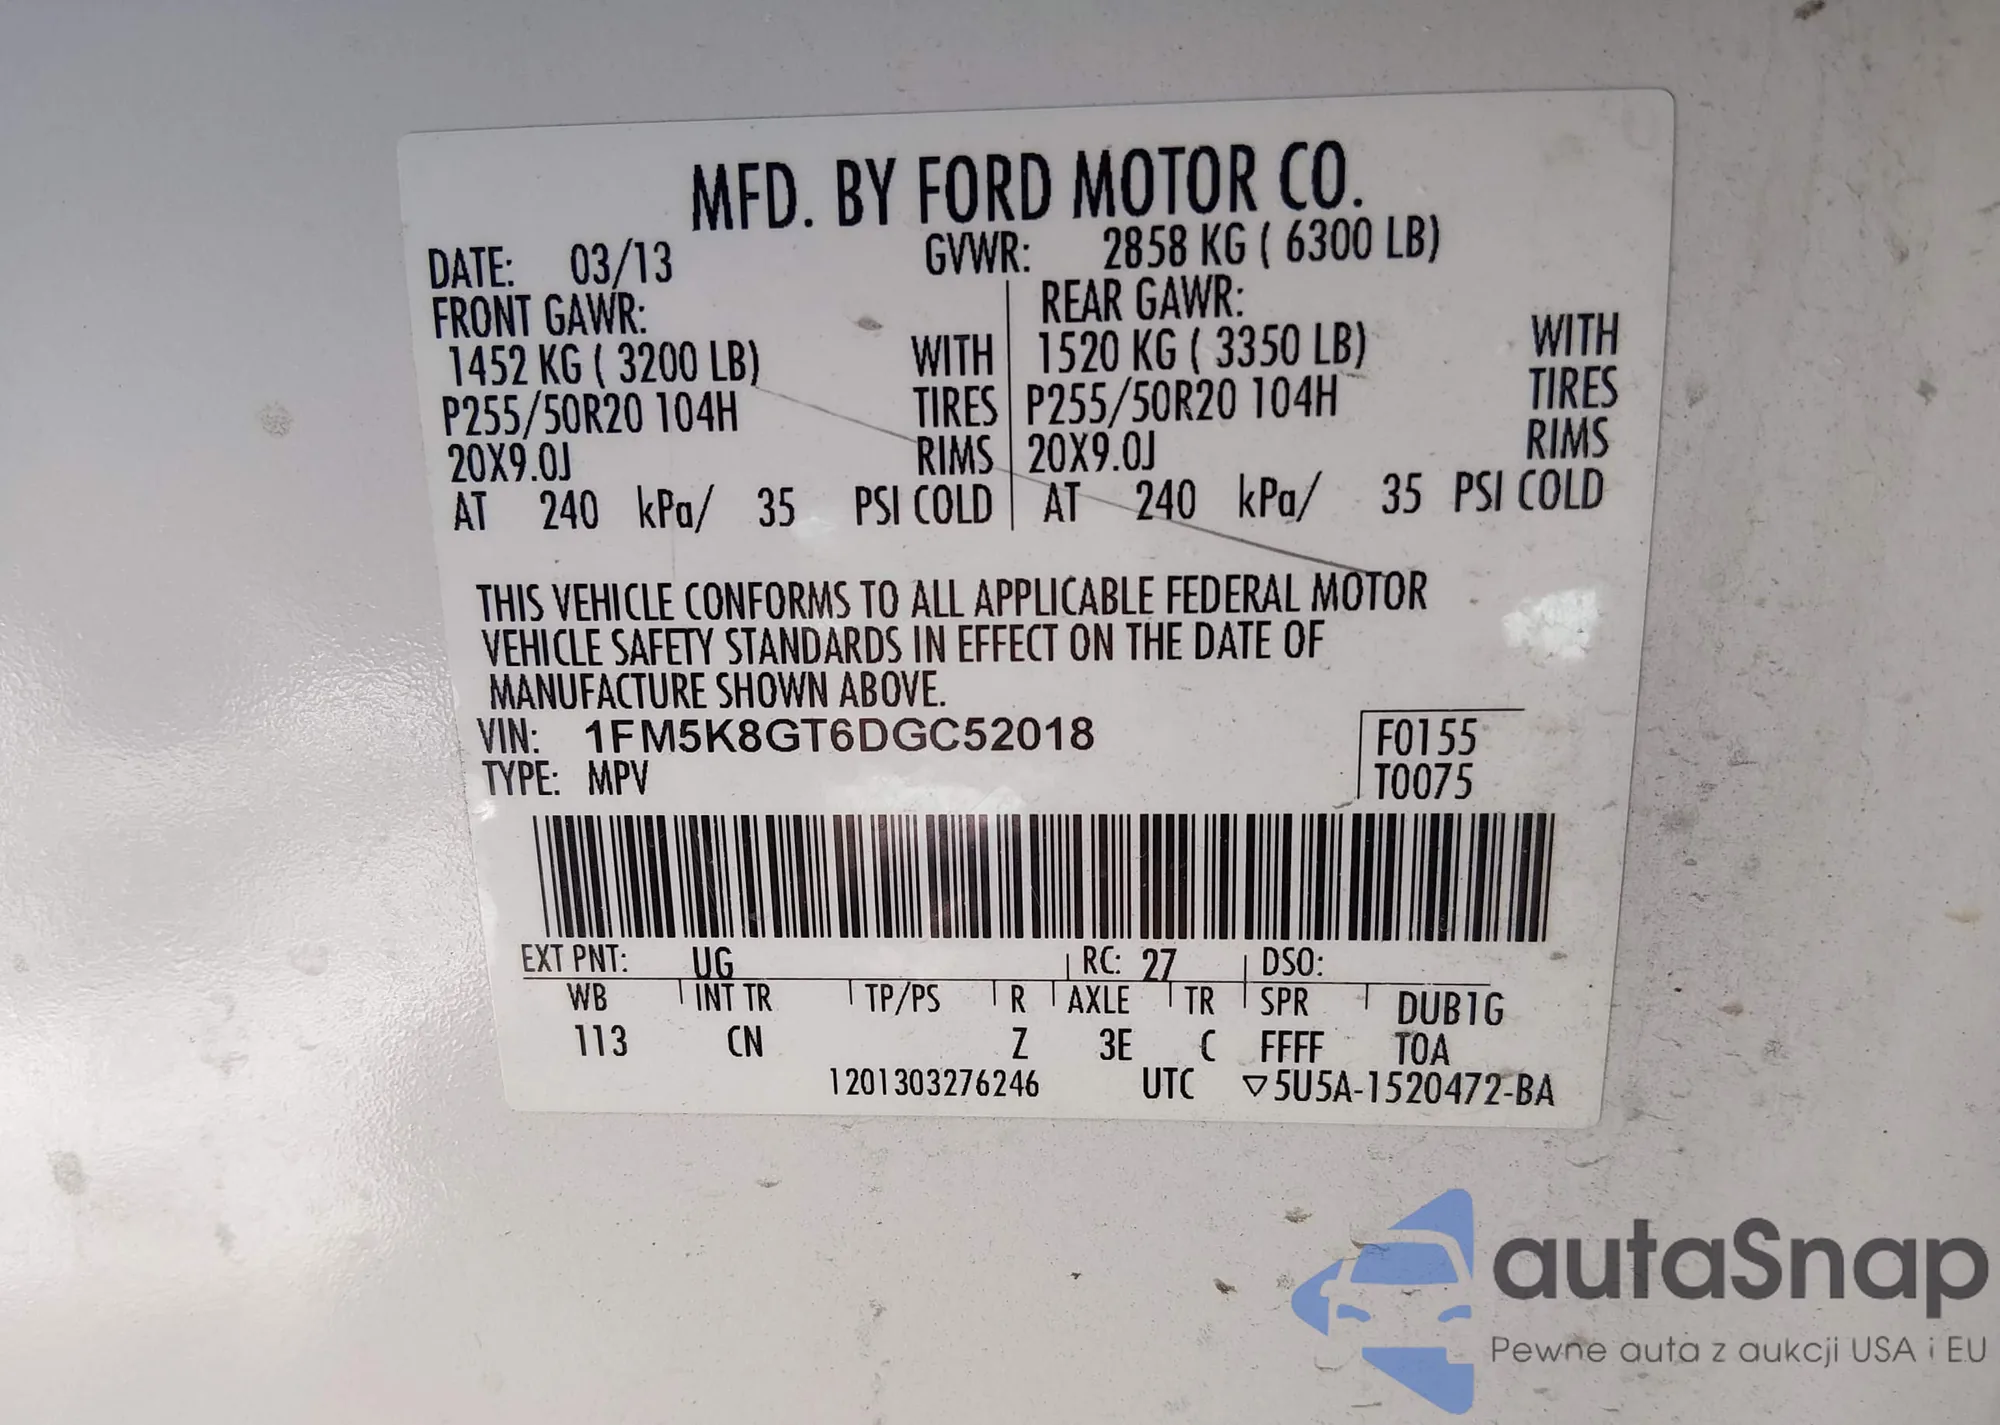 MFD. BY FORD MOTOR CO.
DATE: 03/13 GVWR: 2858 KG ( 6300 LB)
FRONT GAWR: REAR GAWR:
1452 KG ( 3200 LB) WITH 1520 KG ( 3350 LB) WITH
P255/50R20 104H TIRES P255/50R20 104H TIRES
20X9.0J RIMS 20X9.0J RIMS
AT 240 kPa/ 35 PSI COLD AT 240 kPa/ 35 PSI COLD
THIS VEHICLE CONFORMS TO ALL APPLICABLE FEDERAL MOTOR
VEHICLE SAFETY STANDARDS IN EFFECT ON THE DATE OF
MANUFACTURE SHOWN ABOVE.
VIN: 1FM5K8GT6DGC52018 F0155
TYPE: MPV T0075
EXT PNT: UG RC: 27 DSO:
WB INT TR TP/PS R AXLE TR SPR DUB1G
113 CN Z 3E C FFFF TOA
1201303276246 UTC ▽5U5A-1520472-BA
autaSnap
Pewne auta z aukcji USA i EU